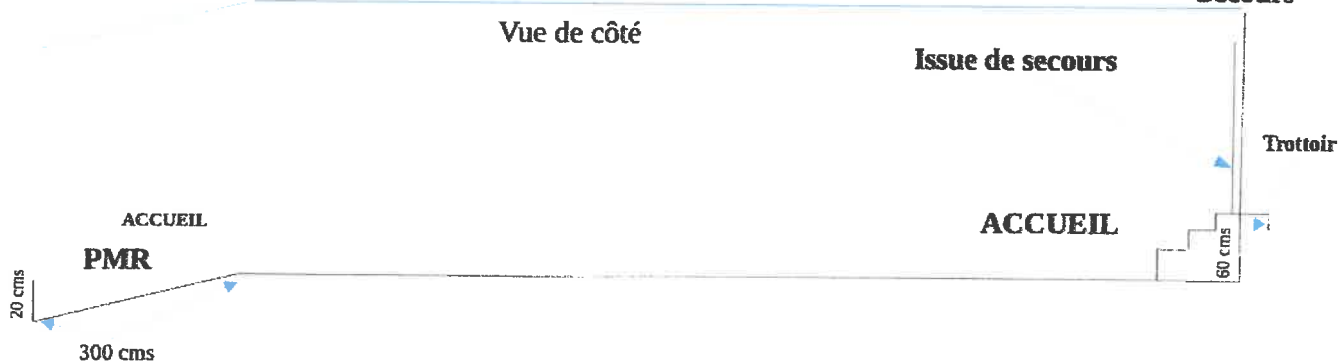 Vue de côté
Issue de secours
Trottoir
ACCUEIL
PMR
ACCUEIL
60 cms
20 cms
300 cms